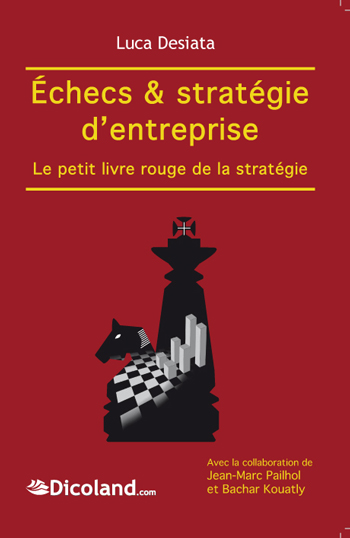 Luca Desiata
Échecs & stratégie
d’entreprise
Le petit livre rouge de la stratégie
Avec la collaboration de
Jean-Marc Pailhol
et Bachar Kouatly
Dicoland.com